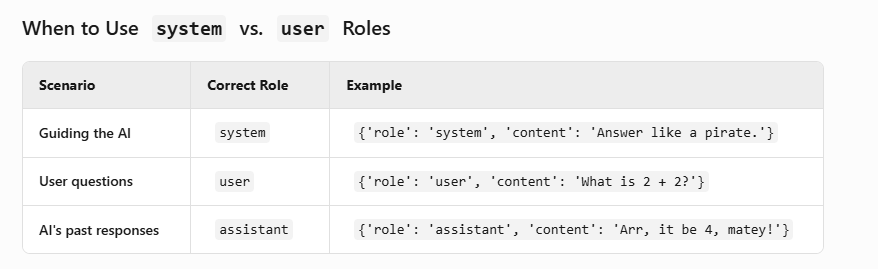 When to Use system vs. user Roles
Scenario Correct Role Example
Guiding the AI system {'role': 'system', 'content': 'Answer like a pirate.'}
User questions user {'role': 'user', 'content': 'What is 2 + 2?'}
AI's past responses assistant {'role': 'assistant', 'content': 'Arr, it be 4, matey!'}